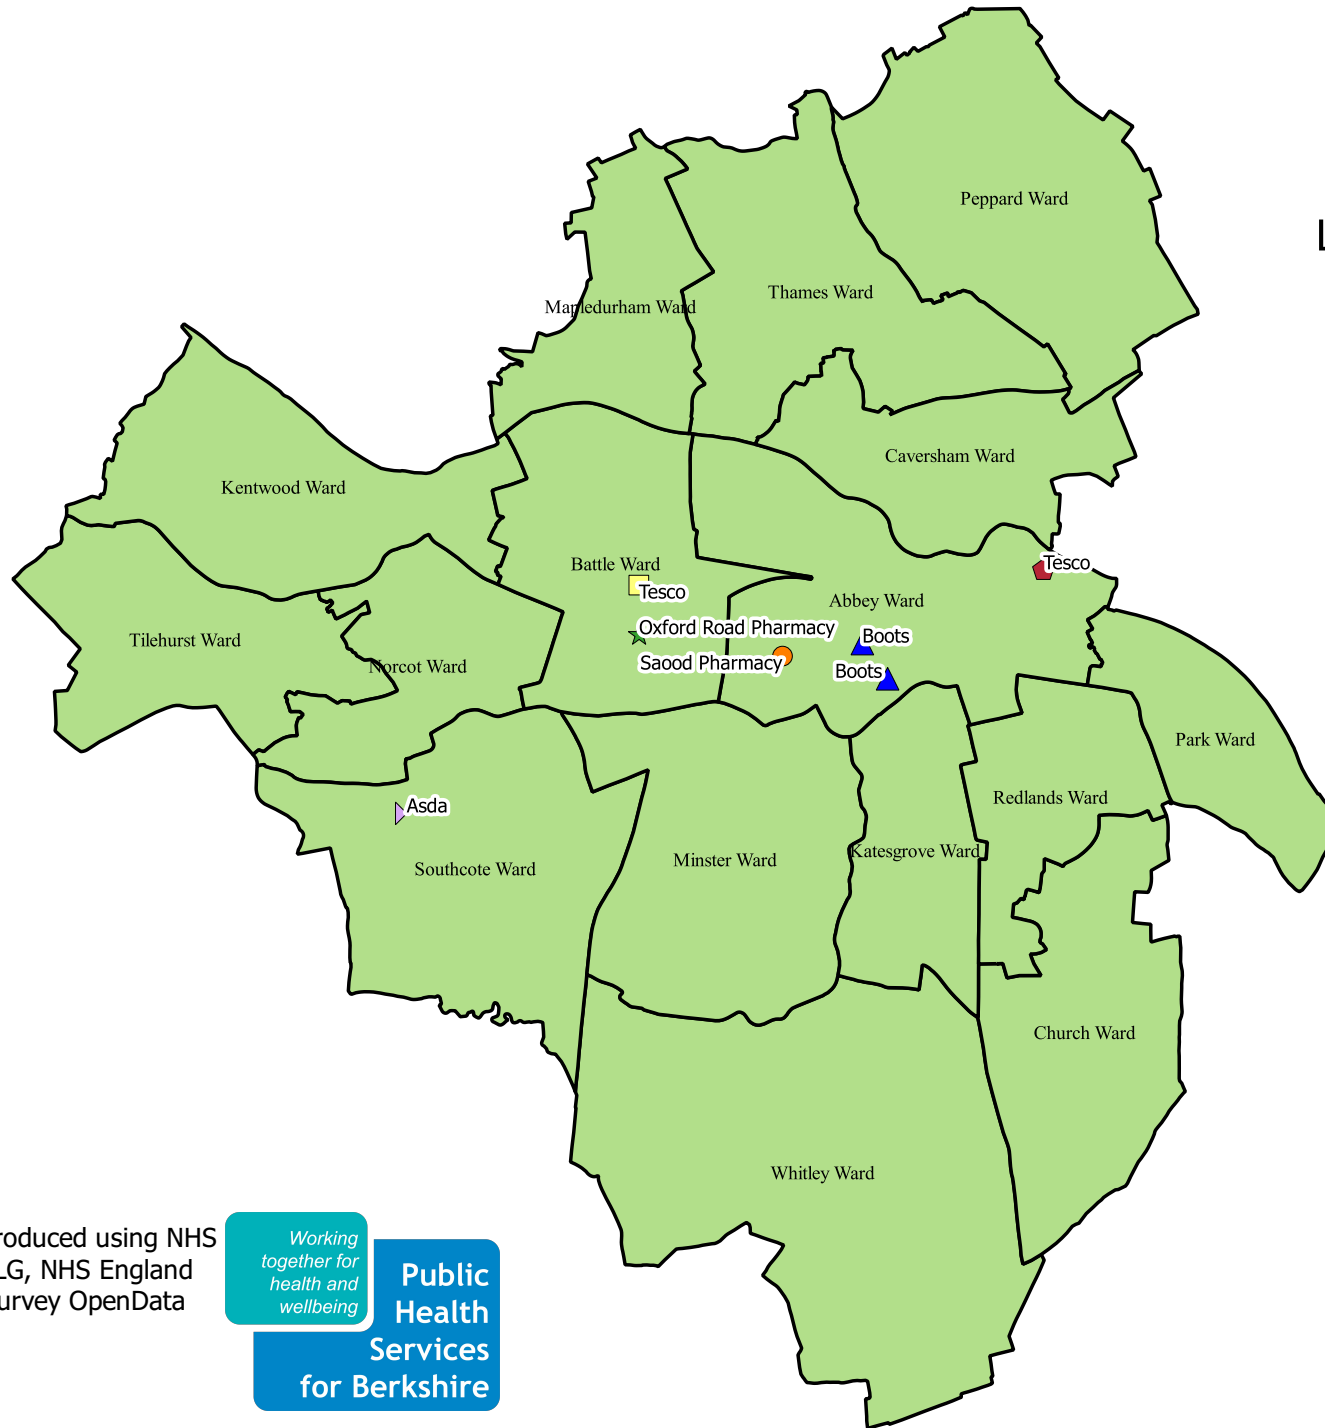 Peppard Ward
L
Thames Ward
Mapledurham Ward
Caversham Ward
Kentwood Ward
Battle Ward
Tesco
Tesco
Abbey Ward
Tilehurst Ward
Oxford Road Pharmacy
Boots
Norcot Ward
Saood Pharmacy
Boots
Park Ward
Redlands Ward
Asda
Southcote Ward
Minster Ward
Katesgrove Ward
Church Ward
Whitley Ward
roduced using NHS
LG, NHS England
urvey OpenData
Working
together for
health and
wellbeing
Public
Health
Services
for Berkshire